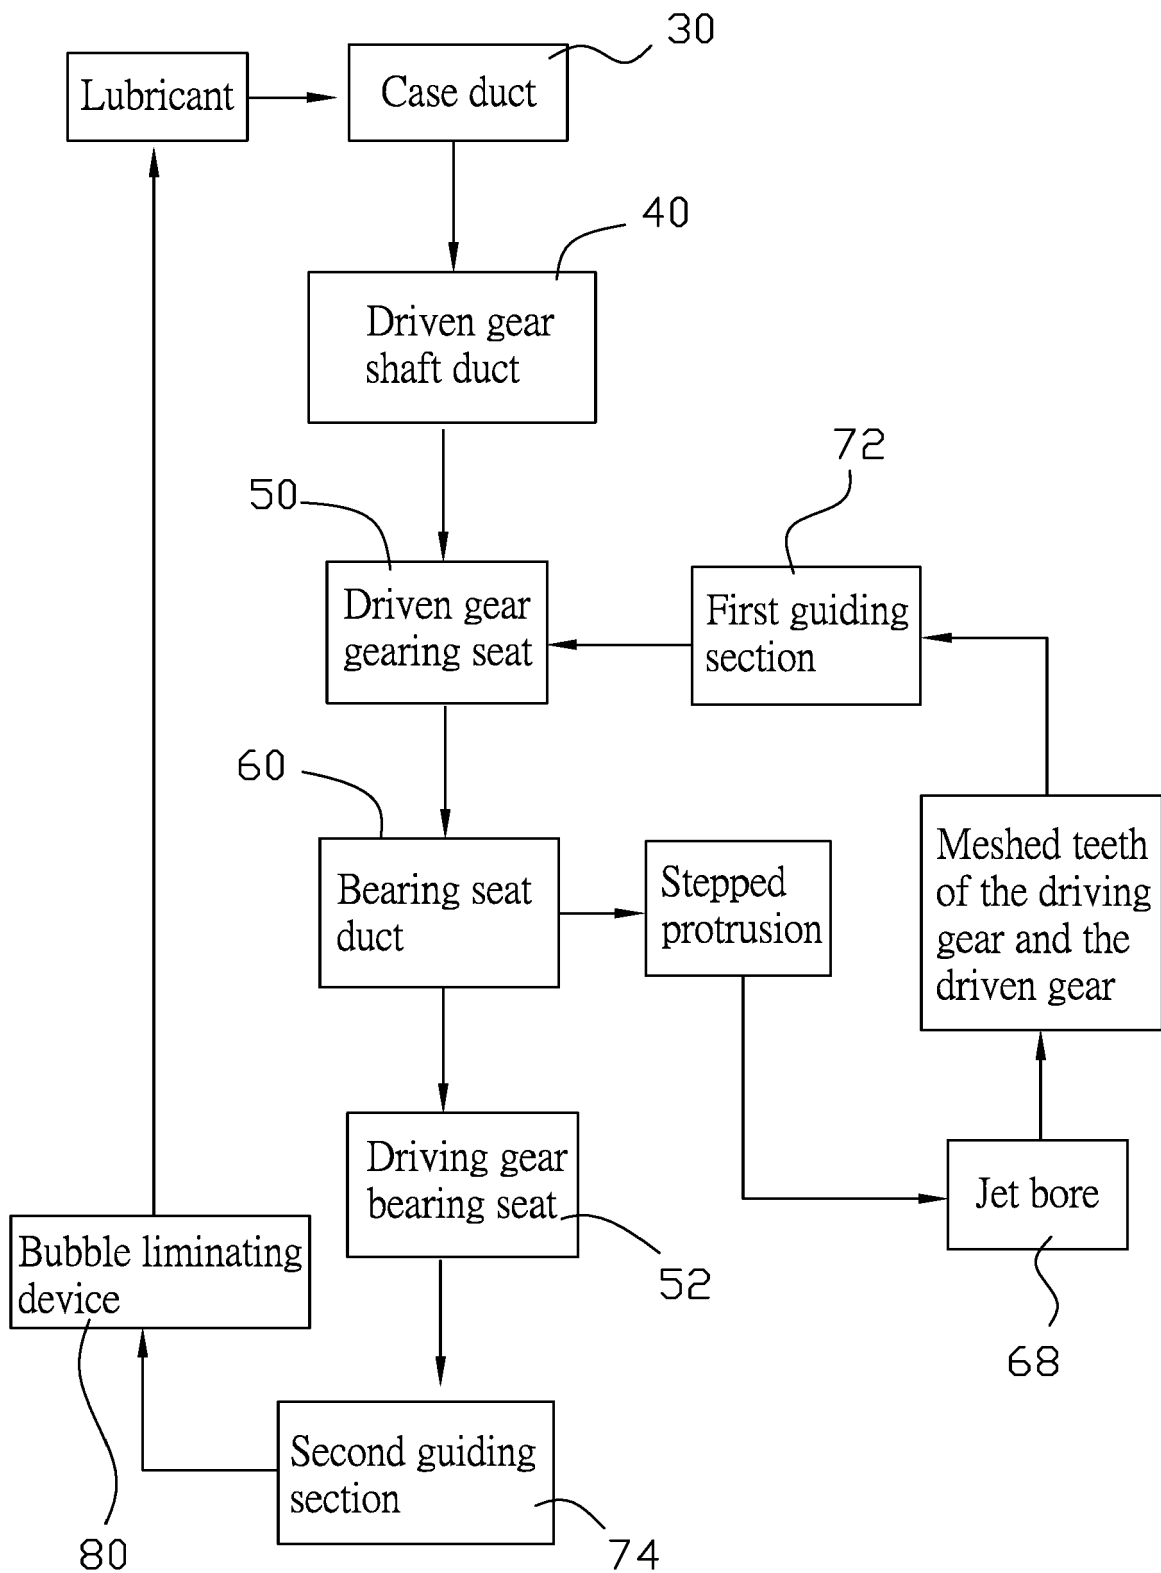 30
Lubricant
Case duct
40
Driven gear
shaft duct
72
50
Driven gear
gearing seat
First guiding
section
60
Bearing seat
duct
Stepped
protrusion
Meshed teeth
of the driving
gear and the
driven gear
Driving gear
bearing seat
52
Jet bore
68
Bubble liminating
device
80
Second guiding
section
74